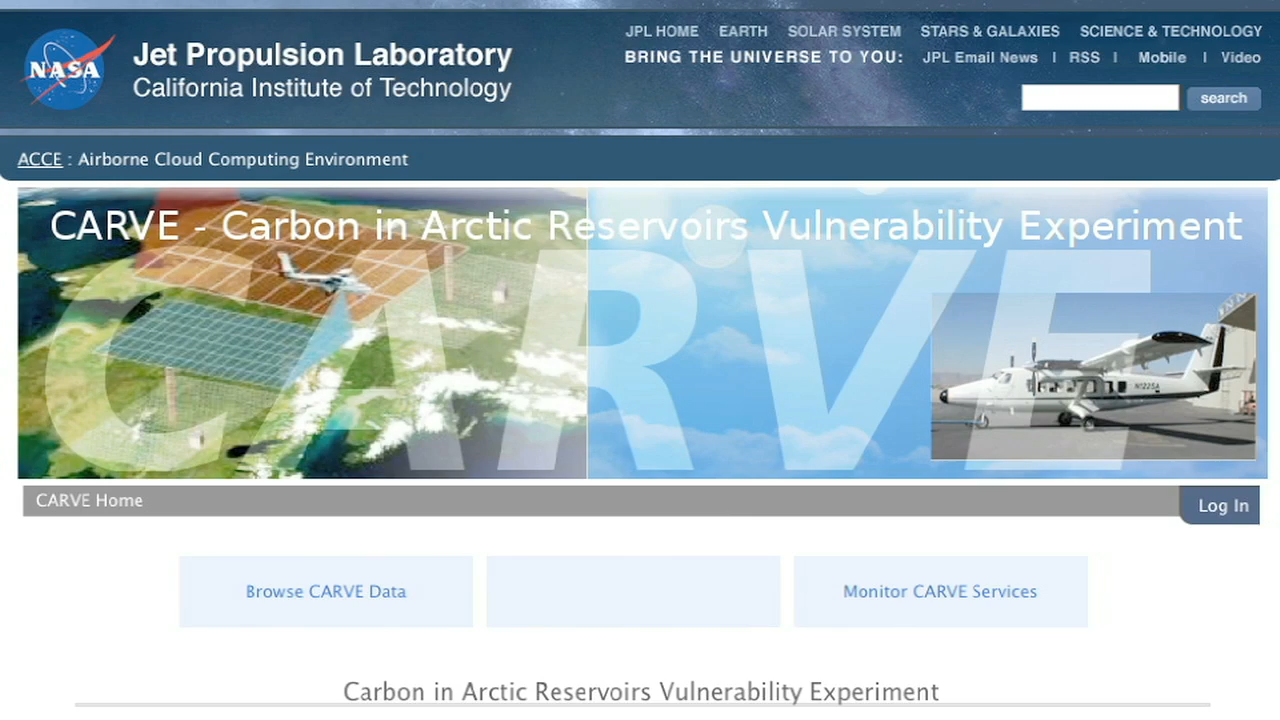 JPL HOME EARTH SOLAR SYSTEM STARS & GALAXIES SCIENCE & TECHNOLOGY
BRING THE UNIVERSE TO YOU: JPL Email News | RSS | Mobile | Video
NASA
Jet Propulsion Laboratory
California Institute of Technology
search
ACCE : Airborne Cloud Computing Environment
CARVE - Carbon in Arctic Reservoirs Vulnerability Experiment
CARVE
INN
N122SA
CARVE Home
Log In
Browse CARVE Data
Monitor CARVE Services
Carbon in Arctic Reservoirs Vulnerability Experiment